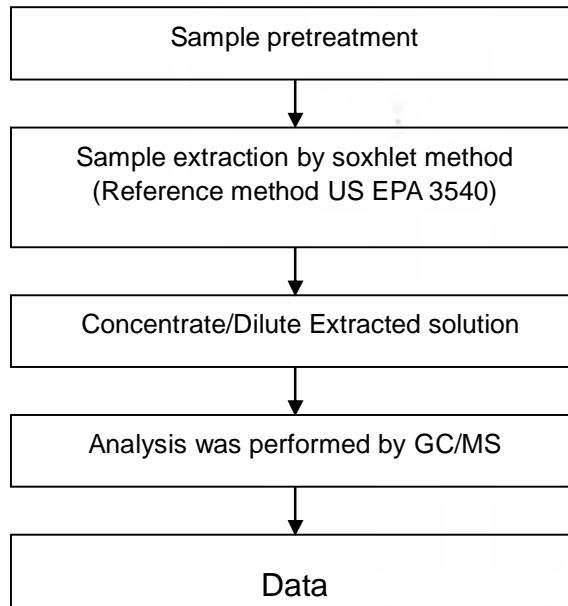 Sample pretreatment
Sample extraction by soxhlet method
(Reference method US EPA 3540)
Concentrate/Dilute Extracted solution
Analysis was performed by GC/MS
Data